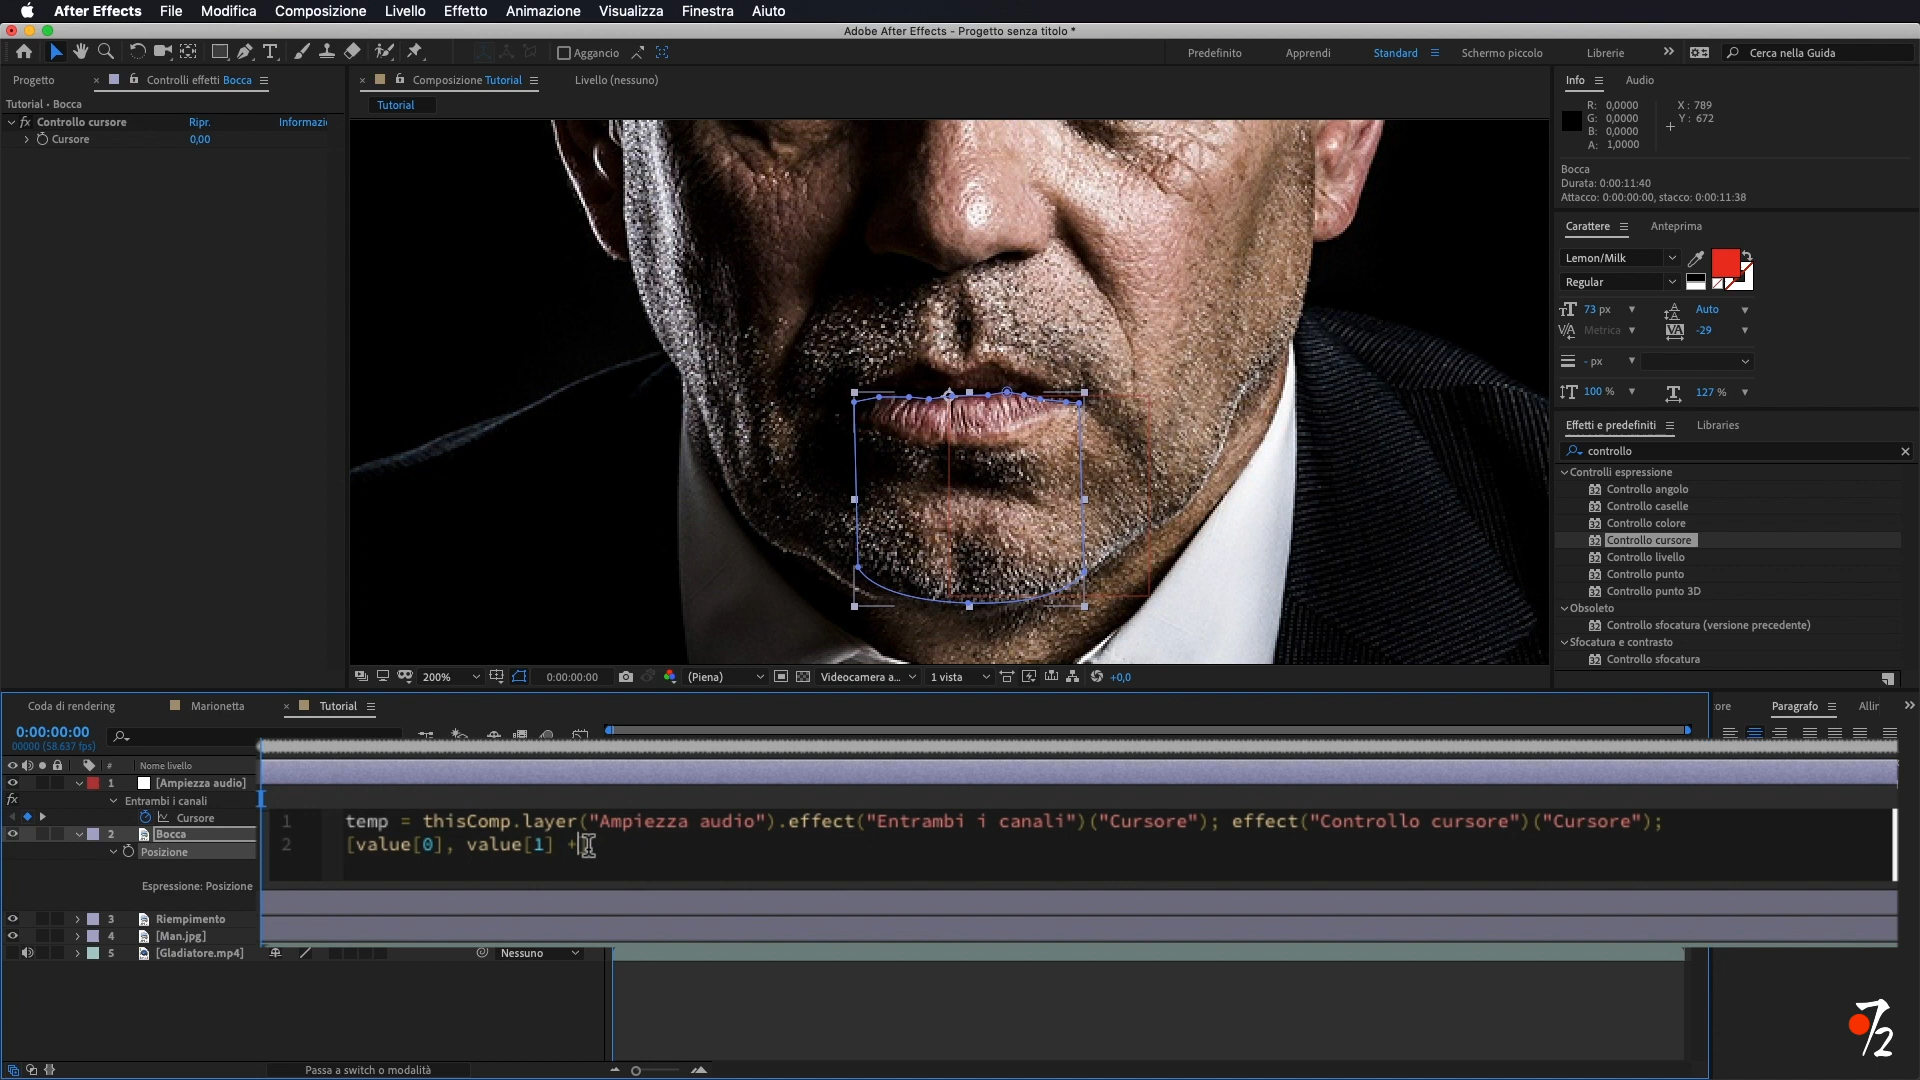 After Effects File Modifica Composizione Livello Effetto Animazione Visualizza Finestra Aiuto
Adobe After Effects - Progetto senza titolo *
Aggancio
Predefinito Apprendi Standard Schermo piccolo Librerie Cerca nella Guida
Progetto
Controlli effetti Bocca
Composizione Tutorial
Livello (nessuno)
Tutorial
Tutorial • Bocca
fx Controllo cursore Ripr. Informazi
Cursore 0,00
Info Audio
R: 0,0000
G: 0,0000
B: 0,0000
A: 1,0000
X: 789
Y: 672
Bocca
Durata: 0:00:11:40
Attacco: 0:00:00:00, stacco: 0:00:11:38
Carattere Anteprima
Lemon/Milk
Regular
73 px Auto
Metrica -29
- px
100 % 127 %
Effetti e predefiniti Libraries
controllo
Controlli espressione
Controllo angolo
Controllo caselle
Controllo colore
Controllo cursore
Controllo livello
Controllo punto
Controllo punto 3D
Obsoleto
Controllo sfocatura (versione precedente)
Sfocatura e contrasto
Controllo sfocatura
200% 0:00:00:00 (Piena) Videocamera a... 1 vista +0,0
Coda di rendering Marionetta Tutorial
ore Paragrafo Allir
0:00:00:00
00000 (58.637 fps)
# Nome livello
1 [Ampiezza audio]
fx Entrambi i canali
Cursore
2 Bocca
Posizione
Espressione: Posizione
1 temp = thisComp.layer("Ampiezza audio").effect("Entrambi i canali")("Cursore"); effect("Controllo cursore")("Cursore");
2 [value[0], value[1] +]
3 Riempimento
4 [Man.jpg]
5 [Gladiatore.mp4] Nessuno
Passa a switch o modalità
7/2